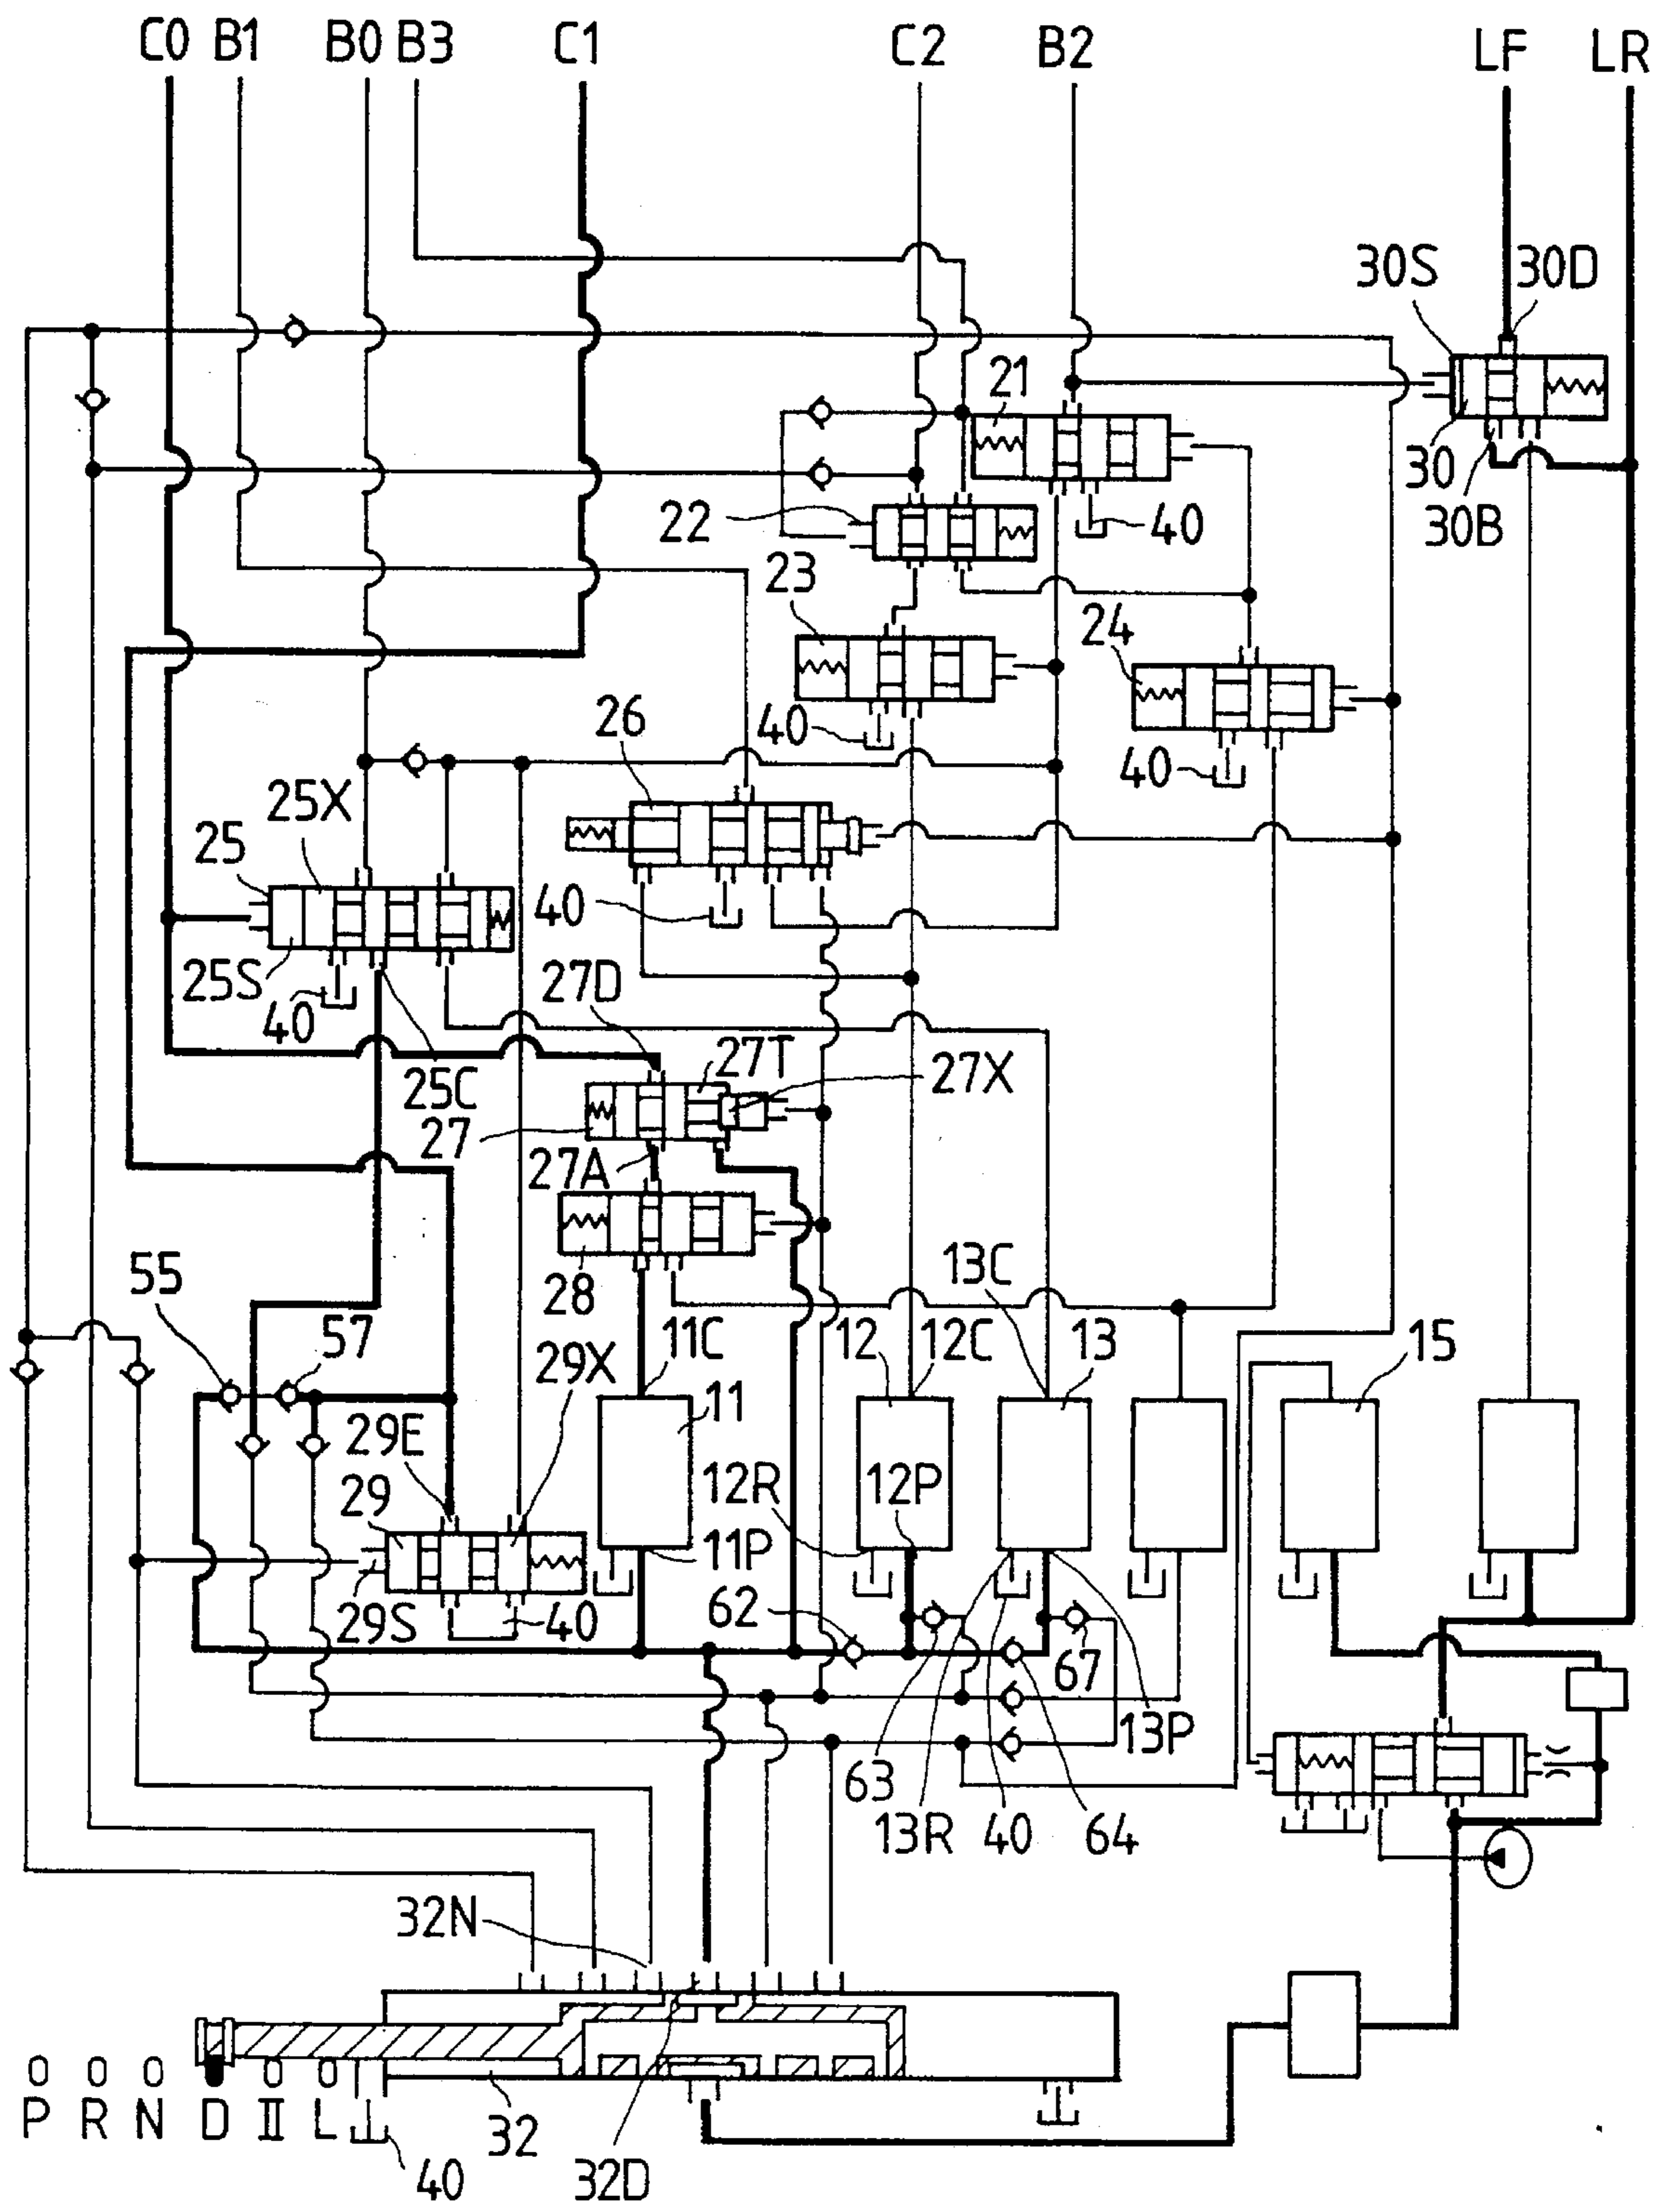 C0 B1 B0 B3 C1 C2 B2 LF LR
30S 30D
21
30
22 40 30B
23
24
26 40
25X 40
25
40
25S 27D
40
27T
25C 27X
27
27A
13C
55 28
57 11C 12 12C 13 15
29X
11
29E
12R 12P
29
11P
62
29S 40
67
13P
63
13R 40 64
32N
P R N D II L 32
40 32D